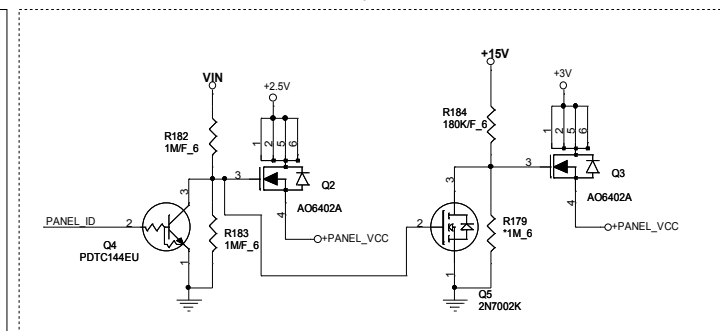 +15V
VIN
+2.5V
+3V
R184
180K/F_6
R182
1M/F_6
1
2
5
6
1
2
5
6
3
Q2
3
Q3
3
AO6402A
3
AO6402A
4
4
PANEL_ID
2
R183
1M/F_6
2
R179
*1M_6
+PANEL_VCC
+PANEL_VCC
Q4
PDTC144EU
1
1
Q5
2N7002K